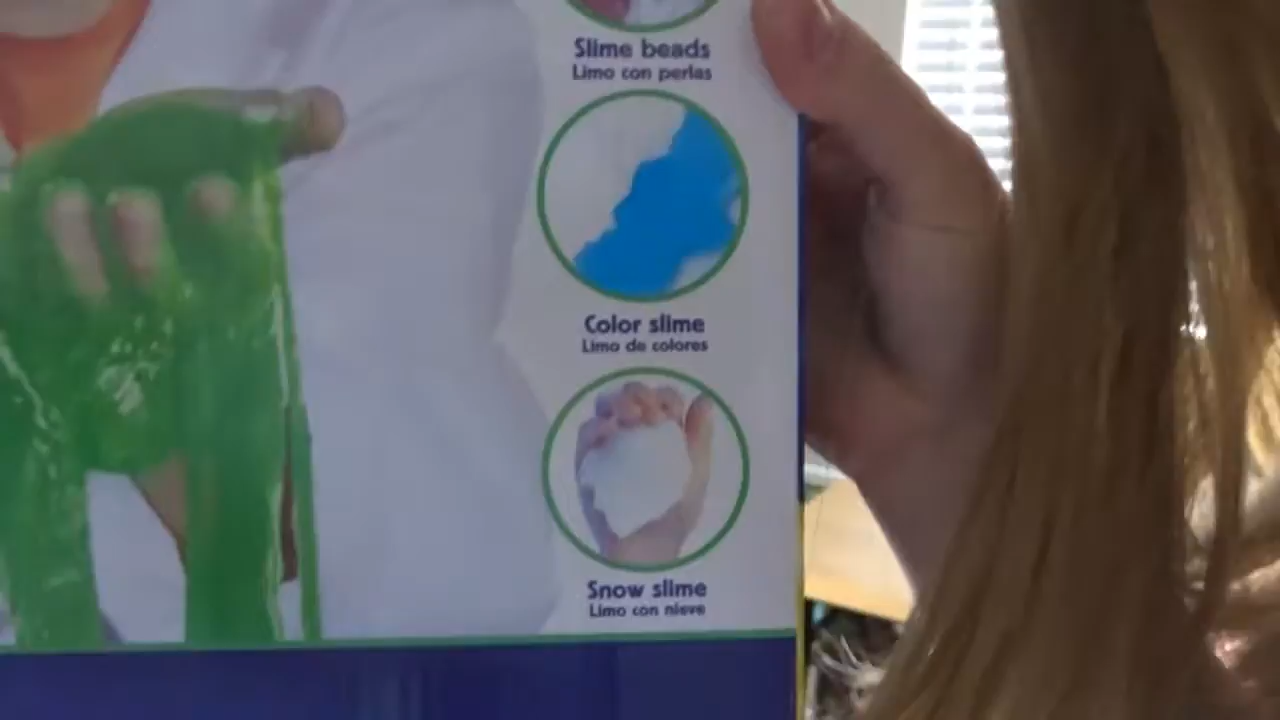 Slime beads
Limo con perlas
Color slime
Limo de colores
Snow slime
Limo con nieve